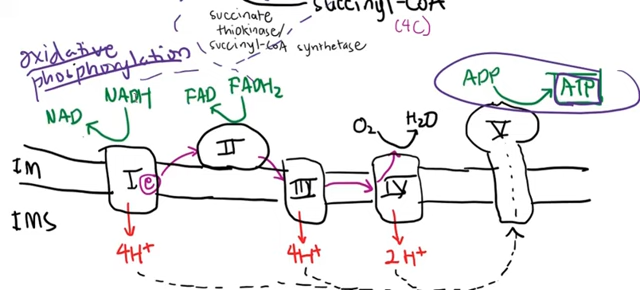 succinyl-CoA
(4C)
succinate
thiokinase/
succinyl-CoA synthetase
oxidative
phosphorylation
NADH
NAD
FAD
FADH2
ADP
ATP
O2
H2O
I
e
II
III
IV
V
IM
IMS
4H+
4H+
2H+